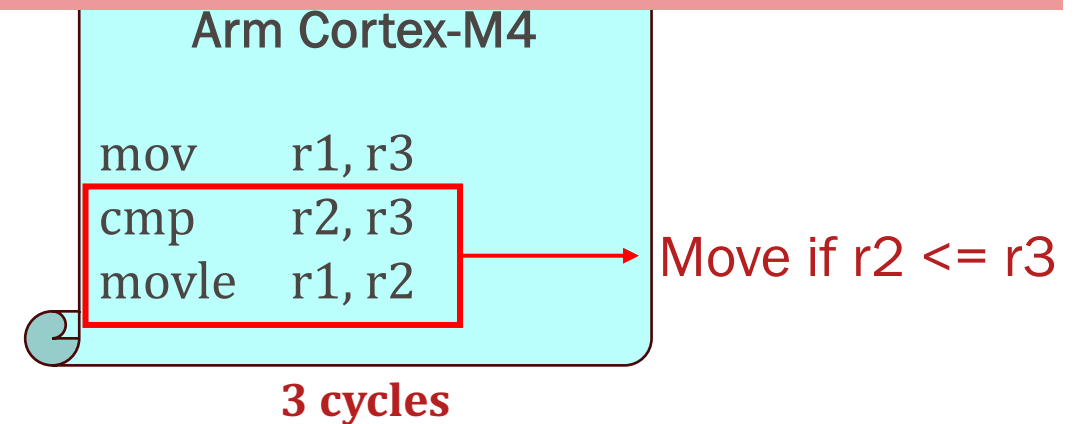 Arm Cortex-M4
mov r1, r3
cmp r2, r3
movle r1, r2
Move if r2 <= r3
3 cycles